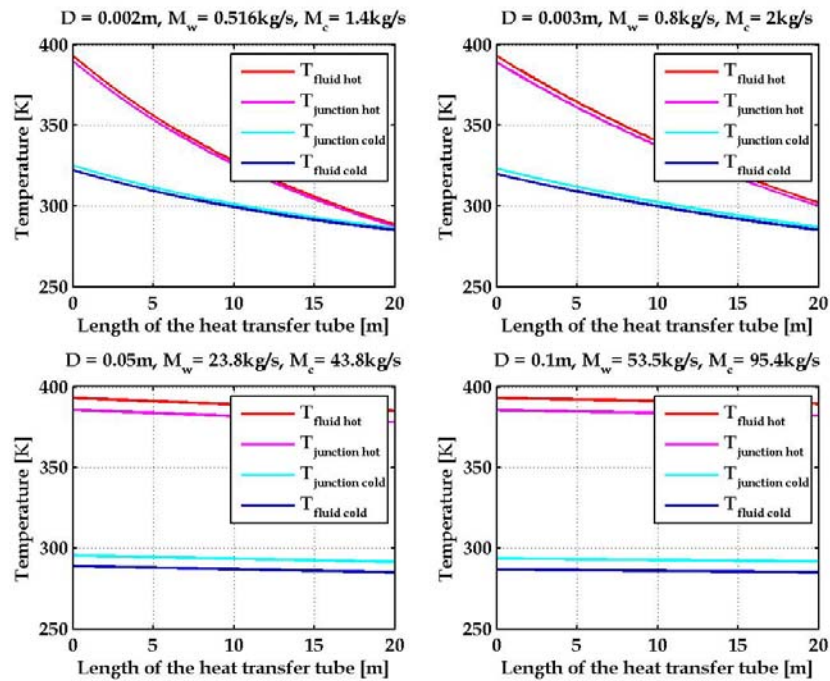 D = 0.002m, M_w = 0.516kg/s, M_c = 1.4kg/s
Temperature [K]
400
350
300
250
0 5 10 15 20
Length of the heat transfer tube [m]
T_fluid hot
T_junction hot
T_junction cold
T_fluid cold
D = 0.003m, M_w = 0.8kg/s, M_c = 2kg/s
Temperature [K]
400
350
300
250
0 5 10 15 20
Length of the heat transfer tube [m]
T_fluid hot
T_junction hot
T_junction cold
T_fluid cold
D = 0.05m, M_w = 23.8kg/s, M_c = 43.8kg/s
Temperature [K]
400
350
300
250
0 5 10 15 20
Length of the heat transfer tube [m]
T_fluid hot
T_junction hot
T_junction cold
T_fluid cold
D = 0.1m, M_w = 53.5kg/s, M_c = 95.4kg/s
Temperature [K]
400
350
300
250
0 5 10 15 20
Length of the heat transfer tube [m]
T_fluid hot
T_junction hot
T_junction cold
T_fluid cold